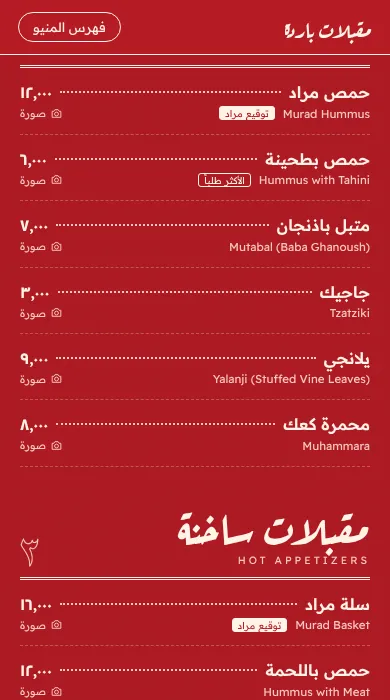 مقبلات باردة
فهرس المنيو
حمص مراد ١٢,٠٠٠
Murad Hummus توقيع مراد صورة
حمص بطحينة ٦,٠٠٠
Hummus with Tahini الأكثر طلباً صورة
متبل باذنجان ٧,٠٠٠
Mutabal (Baba Ghanoush) صورة
جاجيك ٣,٠٠٠
Tzatziki صورة
يلانجي ٩,٠٠٠
Yalanji (Stuffed Vine Leaves) صورة
محمرة كعك ٨,٠٠٠
Muhammara صورة
مقبلات ساخنة
HOT APPETIZERS
٢
سلة مراد ١٦,٠٠٠
Murad Basket توقيع مراد صورة
حمص باللحمة ١٢,٠٠٠
Hummus with Meat صورة